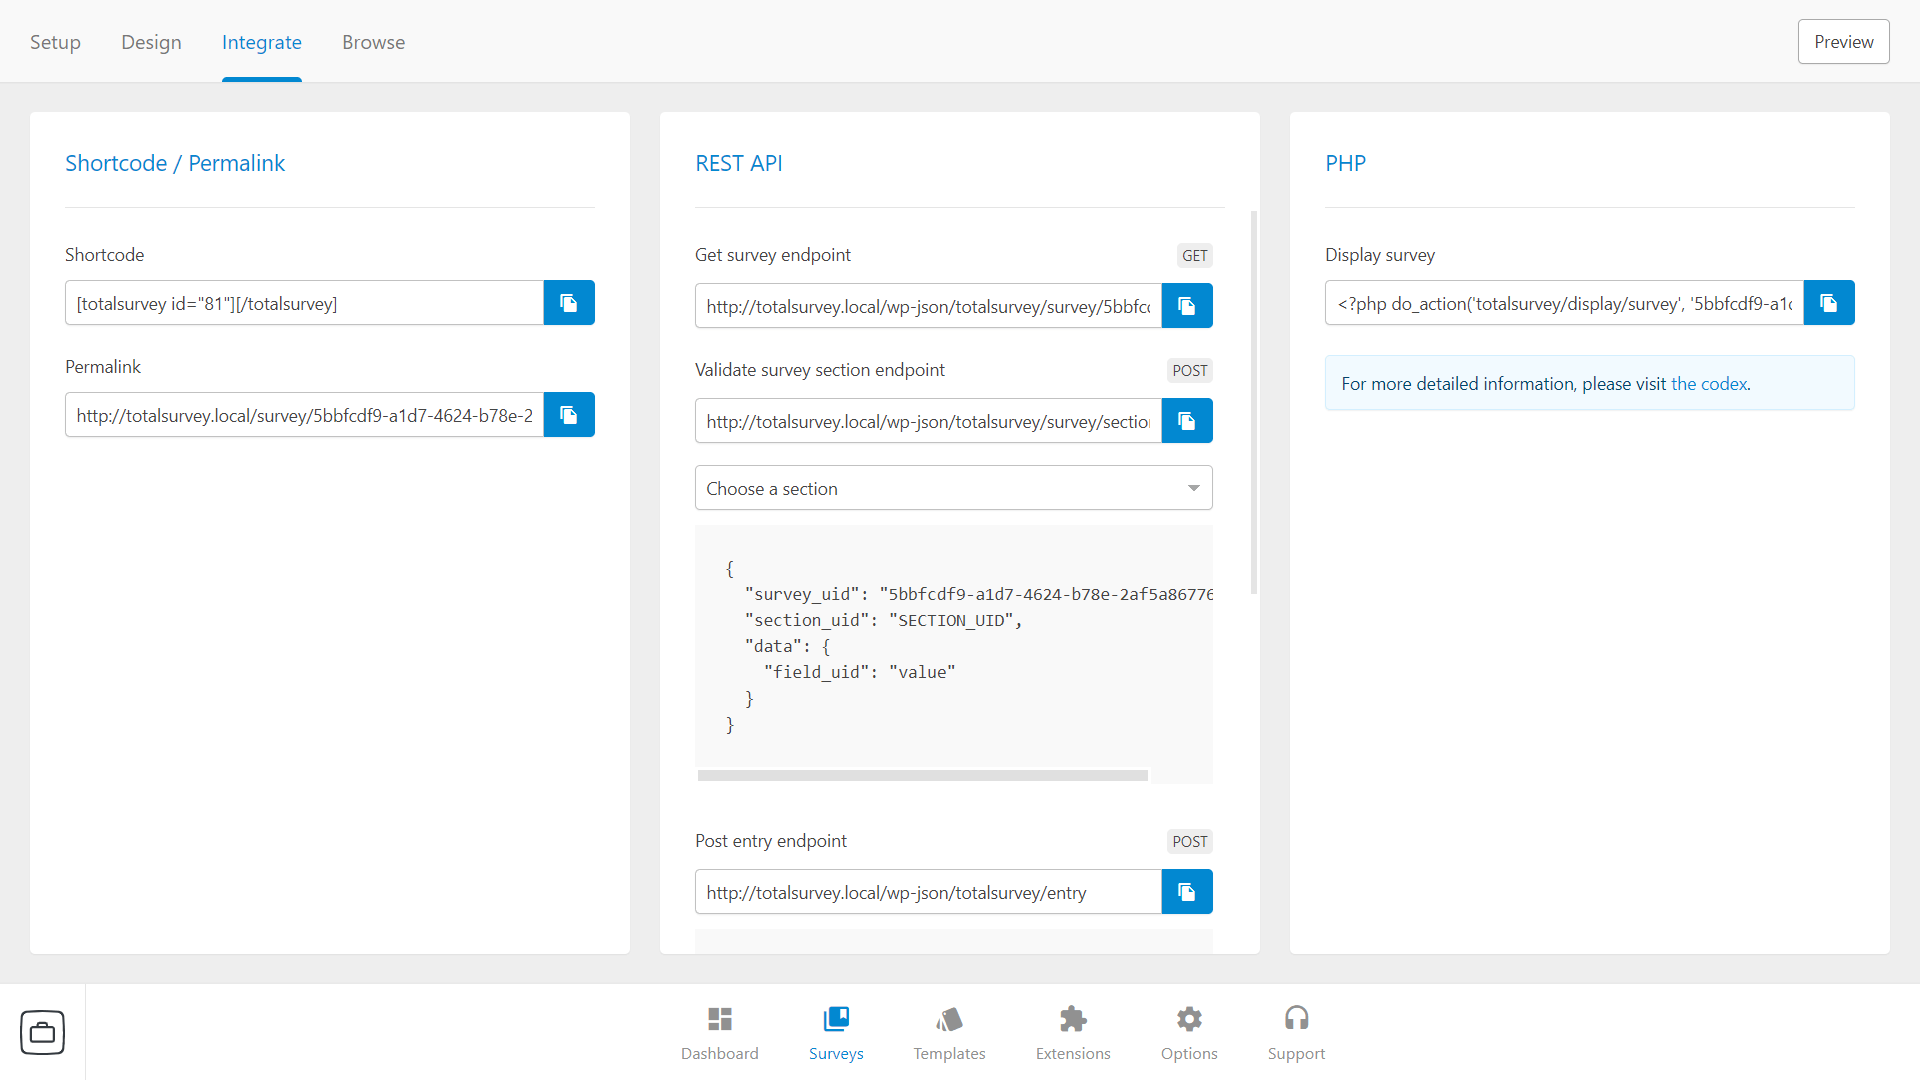 Setup
Design
Integrate
Browse
Preview
Shortcode / Permalink
Shortcode
[totalsurvey id="81"][/totalsurvey]
Permalink
http://totalsurvey.local/survey/5bbfcdf9-a1d7-4624-b78e-2
REST API
Get survey endpoint
GET
http://totalsurvey.local/wp-json/totalsurvey/survey/5bbfcc
Validate survey section endpoint
POST
http://totalsurvey.local/wp-json/totalsurvey/survey/section
Choose a section
{
"survey_uid": "5bbfcdf9-a1d7-4624-b78e-2af5a86776
"section_uid": "SECTION_UID",
"data": {
"field_uid": "value"
}
}
Post entry endpoint
POST
http://totalsurvey.local/wp-json/totalsurvey/entry
PHP
Display survey
<?php do_action('totalsurvey/display/survey', '5bbfcdf9-a1d
For more detailed information, please visit the codex.
Dashboard
Surveys
Templates
Extensions
Options
Support